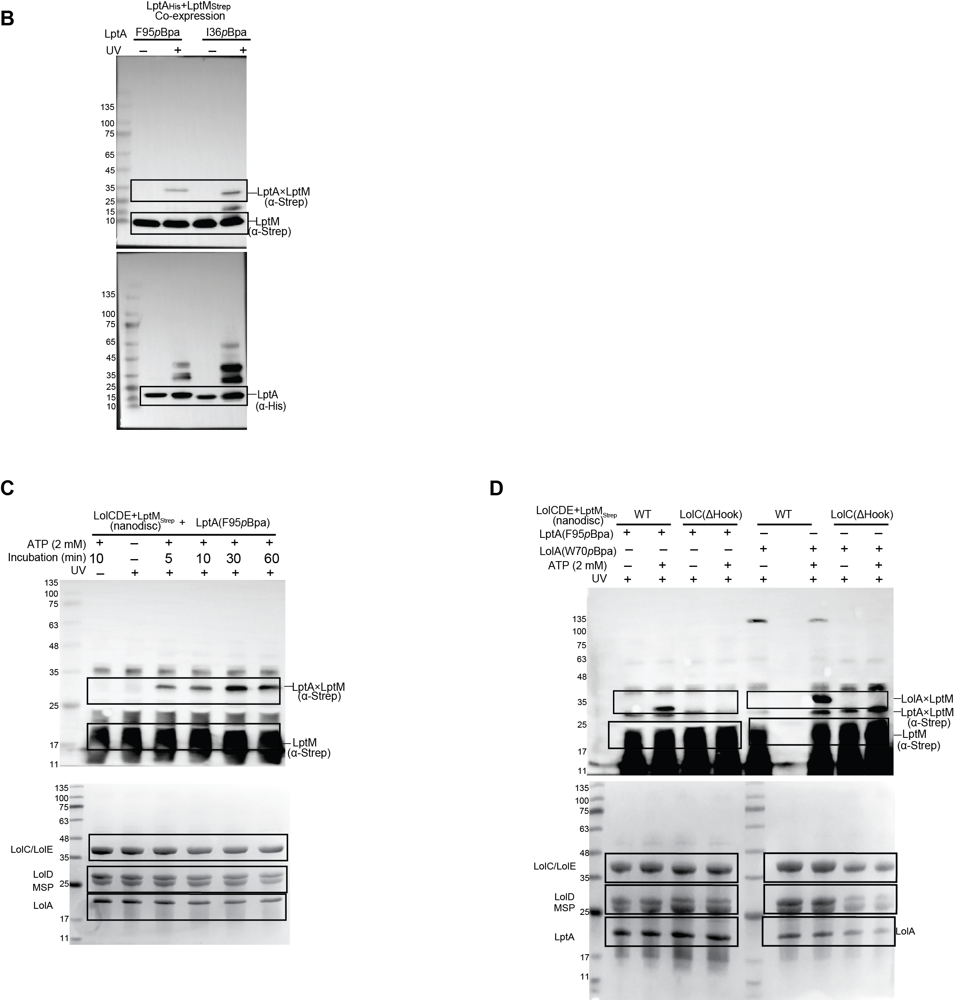 B
LptAHis+LptMStrep
Co-expression
LptA F95pBpa I36pBpa
UV – + – +
135
100
75
65
45
35
25
15
10
LptA×LptM
(α-Strep)
LptM
(α-Strep)
135
100
75
65
45
35
25
15
10
LptA
(α-His)
C
LolCDE+LptMStrep + LptA(F95pBpa)
(nanodisc)
ATP (2 mM) + – + + + +
Incubation (min) 10 – 5 10 30 60
UV – + + + + +
135
100
75
63
48
35
25
17
11
LptA×LptM
(α-Strep)
LptM
(α-Strep)
135
100
75
63
48
35
25
17
11
LolC/LolE
LolD
MSP
LolA
D
LolCDE+LptMStrep WT LolC(ΔHook) WT LolC(ΔHook)
(nanodisc)
LptA(F95pBpa) + + + + – – – –
LolA(W70pBpa) – – – – + + + +
ATP (2 mM) – + – + – + – +
UV + + + + + + + +
135
100
75
63
48
35
25
17
11
LolA×LptM
LptA×LptM
(α-Strep)
LptM
(α-Strep)
135
100
75
63
48
35
25
17
11
LolC/LolE
LolD
MSP
LptA
LolA